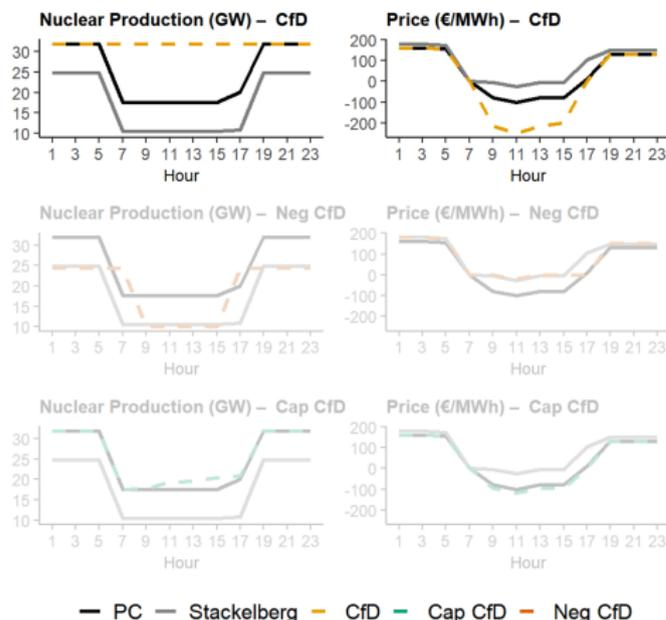 Nuclear Production (GW) – CfD
Price (€/MWh) – CfD
30
25
20
15
10
200
100
0
-100
-200
1 3 5 7 9 11 13 15 17 19 21 23
1 3 5 7 9 11 13 15 17 19 21 23
Hour
Hour
Nuclear Production (GW) – Neg CfD
Price (€/MWh) – Neg CfD
30
25
20
15
10
200
100
0
-100
-200
1 3 5 7 9 11 13 15 17 19 21 23
1 3 5 7 9 11 13 15 17 19 21 23
Hour
Hour
Nuclear Production (GW) – Cap CfD
Price (€/MWh) – Cap CfD
30
25
20
15
10
200
100
0
-100
-200
1 3 5 7 9 11 13 15 17 19 21 23
1 3 5 7 9 11 13 15 17 19 21 23
Hour
Hour
PC Stackelberg CfD Cap CfD Neg CfD